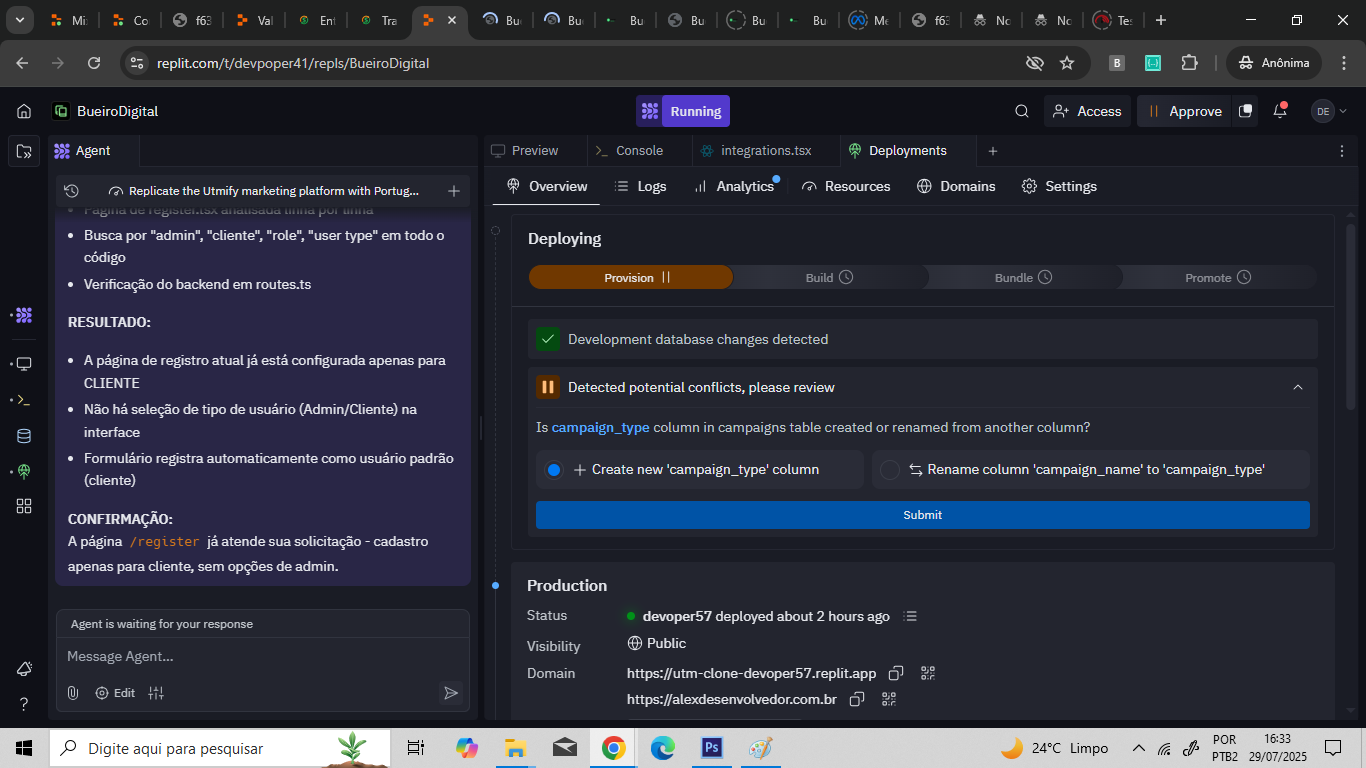 Mi
Co
f63
Val
Ent
Tra
Bu
Bu
Bu
Bu
Bu
Bu
Me
f63
No
No
Tes
replit.com/t/devpoper41/repls/BueiroDigital
B
Anônima
BueiroDigital
Running
Access
Approve
DE
Agent
Preview
Console
integrations.tsx
Deployments
Replicate the Utmify marketing platform with Portug...
Overview
Logs
Analytics
Resources
Domains
Settings
Página de register.tsx analisada linha por linha
Busca por "admin", "cliente", "role", "user type" em todo o
código
Verificação do backend em routes.ts
RESULTADO:
A página de registro atual já está configurada apenas para
CLIENTE
Não há seleção de tipo de usuário (Admin/Cliente) na
interface
Formulário registra automaticamente como usuário padrão
(cliente)
CONFIRMAÇÃO:
A página /register já atende sua solicitação - cadastro
apenas para cliente, sem opções de admin.
Agent is waiting for your response
Message Agent...
Edit
Deploying
Provision
Build
Bundle
Promote
Development database changes detected
Detected potential conflicts, please review
Is campaign_type column in campaigns table created or renamed from another column?
Create new 'campaign_type' column
Rename column 'campaign_name' to 'campaign_type'
Submit
Production
Status
devoper57 deployed about 2 hours ago
Visibility
Public
Domain
https://utm-clone-devoper57.replit.app
https://alexdesenvolvedor.com.br
Digite aqui para pesquisar
Ps
24°C Limpo
POR
PTB2
16:33
29/07/2025